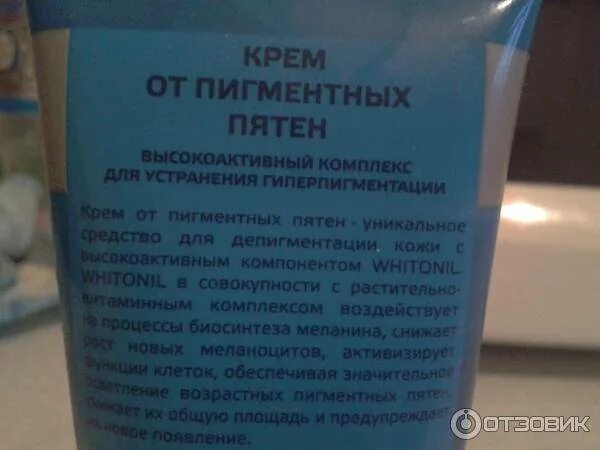 КРЕМ
ОТ ПИГМЕНТНЫХ
ПЯТЕН
ВЫСОКОАКТИВНЫЙ КОМПЛЕКС
ДЛЯ УСТРАНЕНИЯ ГИПЕРПИГМЕНТАЦИИ
Крем от пигментных пятен - уникальное
средство для депигментации кожи с
высокоактивным компонентом WHITONIL.
WHITONIL в совокупности с растительно-
витаминным комплексом воздействует
на процессы биосинтеза меланина, снижает
рост новых меланоцитов, активизирует
функции клеток, обеспечивая значительное
осветление возрастных пигментных пятен,
снижает их общую площадь и предупреждает
их новое появление.
ОТЗОВИК